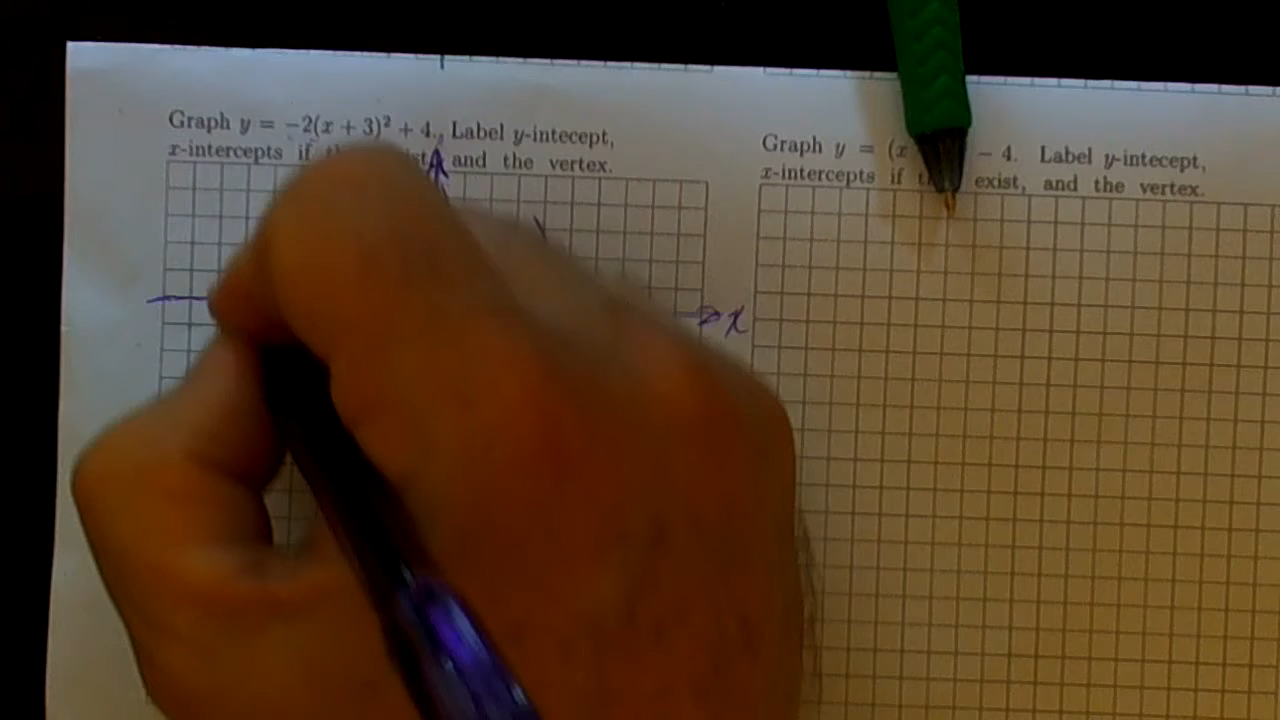 Graph y = −2(x + 3)² + 4. Label y-intecept,
x-intercepts if and the vertex.
x
Graph y = (x − 4. Label y-intecept,
x-intercepts if exist, and the vertex.